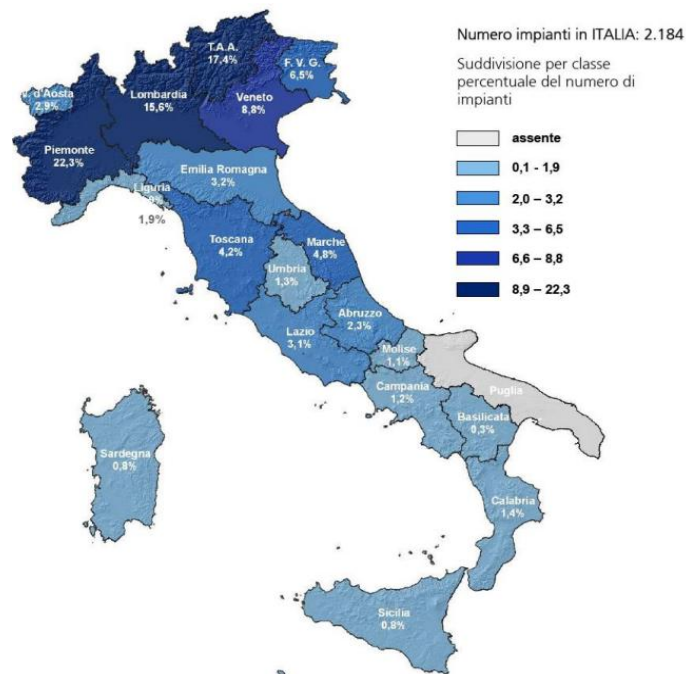 Numero impianti in ITALIA: 2.184
Suddivisione per classe
percentuale del numero di
impianti
assente
0,1 - 1,9
2,0 – 3,2
3,3 – 6,5
6,6 – 8,8
8,9 – 22,3
T.A.A.
17,4%
F. V. G.
6,5%
d'Aosta
2,9%
Lombardia
15,6%
Veneto
8,8%
Piemonte
22,3%
Emilia Romagna
3,2%
Liguria
1,9%
Toscana
4,2%
Marche
4,8%
Umbria
1,3%
Abruzzo
2,3%
Lazio
3,1%
Molise
1,1%
Puglia
Campania
1,2%
Basilicata
0,3%
Sardegna
0,8%
Calabria
1,4%
Sicilia
0,8%